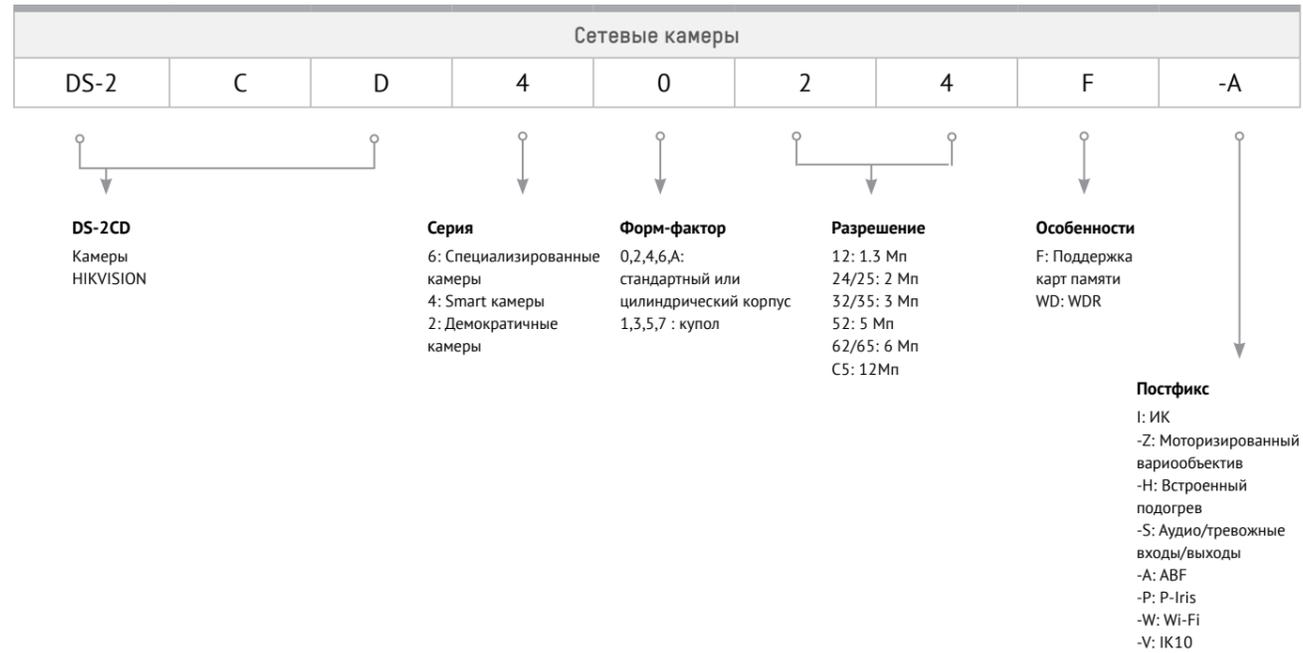 Сетевые камеры
DS-2 C D 4 0 2 4 F -A
DS-2CD
Камеры
HIKVISION
Серия
6: Специализированные
камеры
4: Smart камеры
2: Демократичные
камеры
Форм-фактор
0,2,4,6,A:
стандартный или
цилиндрический корпус
1,3,5,7 : купол
Разрешение
12: 1.3 Мп
24/25: 2 Мп
32/35: 3 Мп
52: 5 Мп
62/65: 6 Мп
C5: 12Мп
Особенности
F: Поддержка
карт памяти
WD: WDR
Постфикс
I: ИК
-Z: Моторизированный
вариообъектив
-H: Встроенный
подогрев
-S: Аудио/тревожные
входы/выходы
-A: ABF
-P: P-Iris
-W: Wi-Fi
-V: IK10